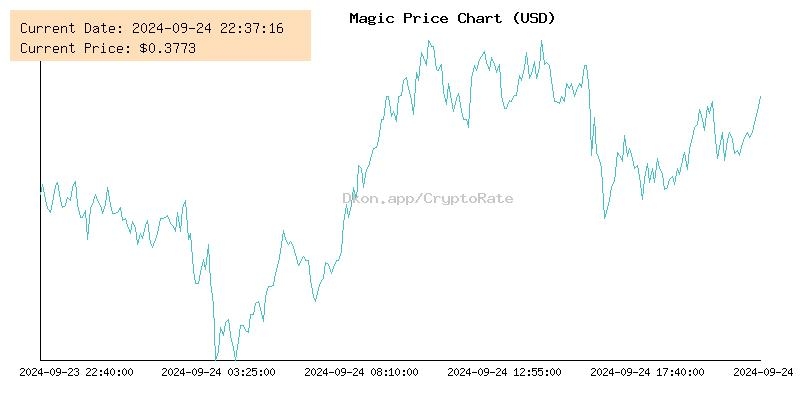 Magic Price Chart (USD)
Current Date: 2024-09-24 22:37:16
Current Price: $0.3773
Dkon.app/CryptoRate
2024-09-23 22:40:00 2024-09-24 03:25:00 2024-09-24 08:10:00 2024-09-24 12:55:00 2024-09-24 17:40:00 2024-09-24